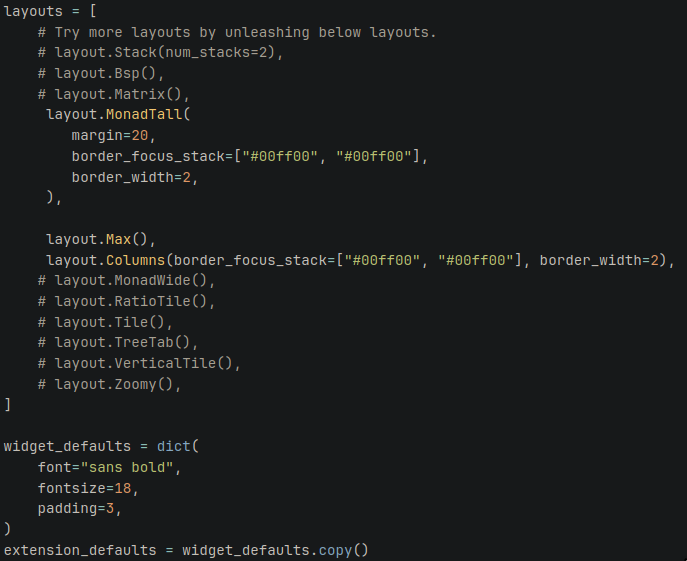 layouts = [
    # Try more layouts by unleashing below layouts.
    # layout.Stack(num_stacks=2),
    # layout.Bsp(),
    # layout.Matrix(),
     layout.MonadTall(
        margin=20,
        border_focus_stack=["#00ff00", "#00ff00"],
        border_width=2,
     ),

     layout.Max(),
     layout.Columns(border_focus_stack=["#00ff00", "#00ff00"], border_width=2),
    # layout.MonadWide(),
    # layout.RatioTile(),
    # layout.Tile(),
    # layout.TreeTab(),
    # layout.VerticalTile(),
    # layout.Zoomy(),
]

widget_defaults = dict(
    font="sans bold",
    fontsize=18,
    padding=3,
)
extension_defaults = widget_defaults.copy()